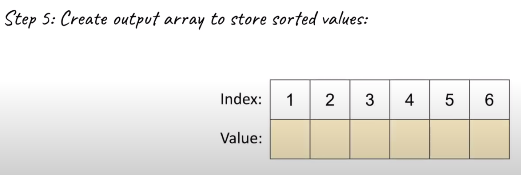 Step 5: Create output array to store sorted values:
Index: 1 2 3 4 5 6
Value: